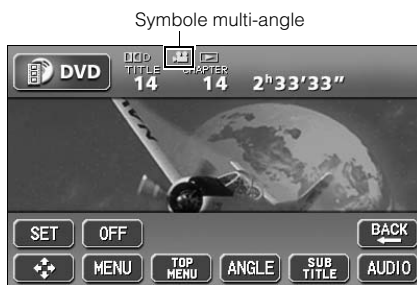 Symbole multi-angle
DVD
TITLE CHAPTER
14 14 2ʰ33’33”
SET OFF BACK
MENU TOP MENU ANGLE SUB TITLE AUDIO